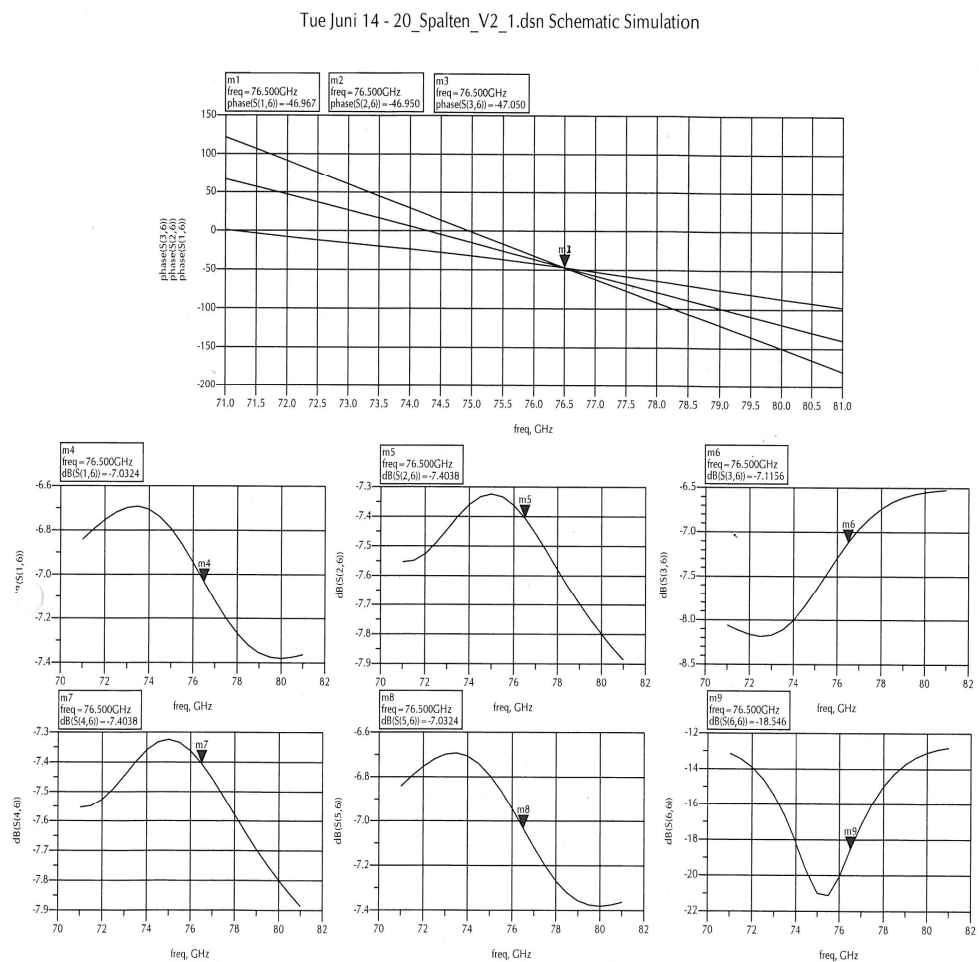 Tue Juni 14 - 20_Spalten_V2_1.dsn Schematic Simulation
m1
freq=76.500GHz
phase(S(1,6))=-46.967
m2
freq=76.500GHz
phase(S(2,6))=-46.950
m3
freq=76.500GHz
phase(S(3,6))=-47.050
phase(S(3,6))
phase(S(2,6))
phase(S(1,6))
150
100
50
0
-50
-100
-150
-200
71.0 71.5 72.0 72.5 73.0 73.5 74.0 74.5 75.0 75.5 76.0 76.5 77.0 77.5 78.0 78.5 79.0 79.5 80.0 80.5 81.0
freq, GHz
m4
freq=76.500GHz
dB(S(1,6))=-7.0324
-6.6
-6.8
-7.0
-7.2
-7.4
m4
70 72 74 76 78 80 82
freq, GHz
m5
freq=76.500GHz
dB(S(2,6))=-7.4038
dB(S(2,6))
-7.3
-7.4
-7.5
-7.6
-7.7
-7.8
-7.9
m5
70 72 74 76 78 80 82
freq, GHz
m6
freq=76.500GHz
dB(S(3,6))=-7.1156
dB(S(3,6))
-6.5
-7.0
-7.5
-8.0
-8.5
m6
70 72 74 76 78 80 82
freq, GHz
m7
freq=76.500GHz
dB(S(4,6))=-7.4038
dB(S(4,6))
-7.3
-7.4
-7.5
-7.6
-7.7
-7.8
-7.9
m7
70 72 74 76 78 80 82
freq, GHz
m8
freq=76.500GHz
dB(S(5,6))=-7.0324
dB(S(5,6))
-6.6
-6.8
-7.0
-7.2
-7.4
m8
70 72 74 76 78 80 82
freq, GHz
m9
freq=76.500GHz
dB(S(6,6))=-18.546
dB(S(6,6))
-12
-14
-16
-18
-20
-22
m9
70 72 74 76 78 80 82
freq, GHz